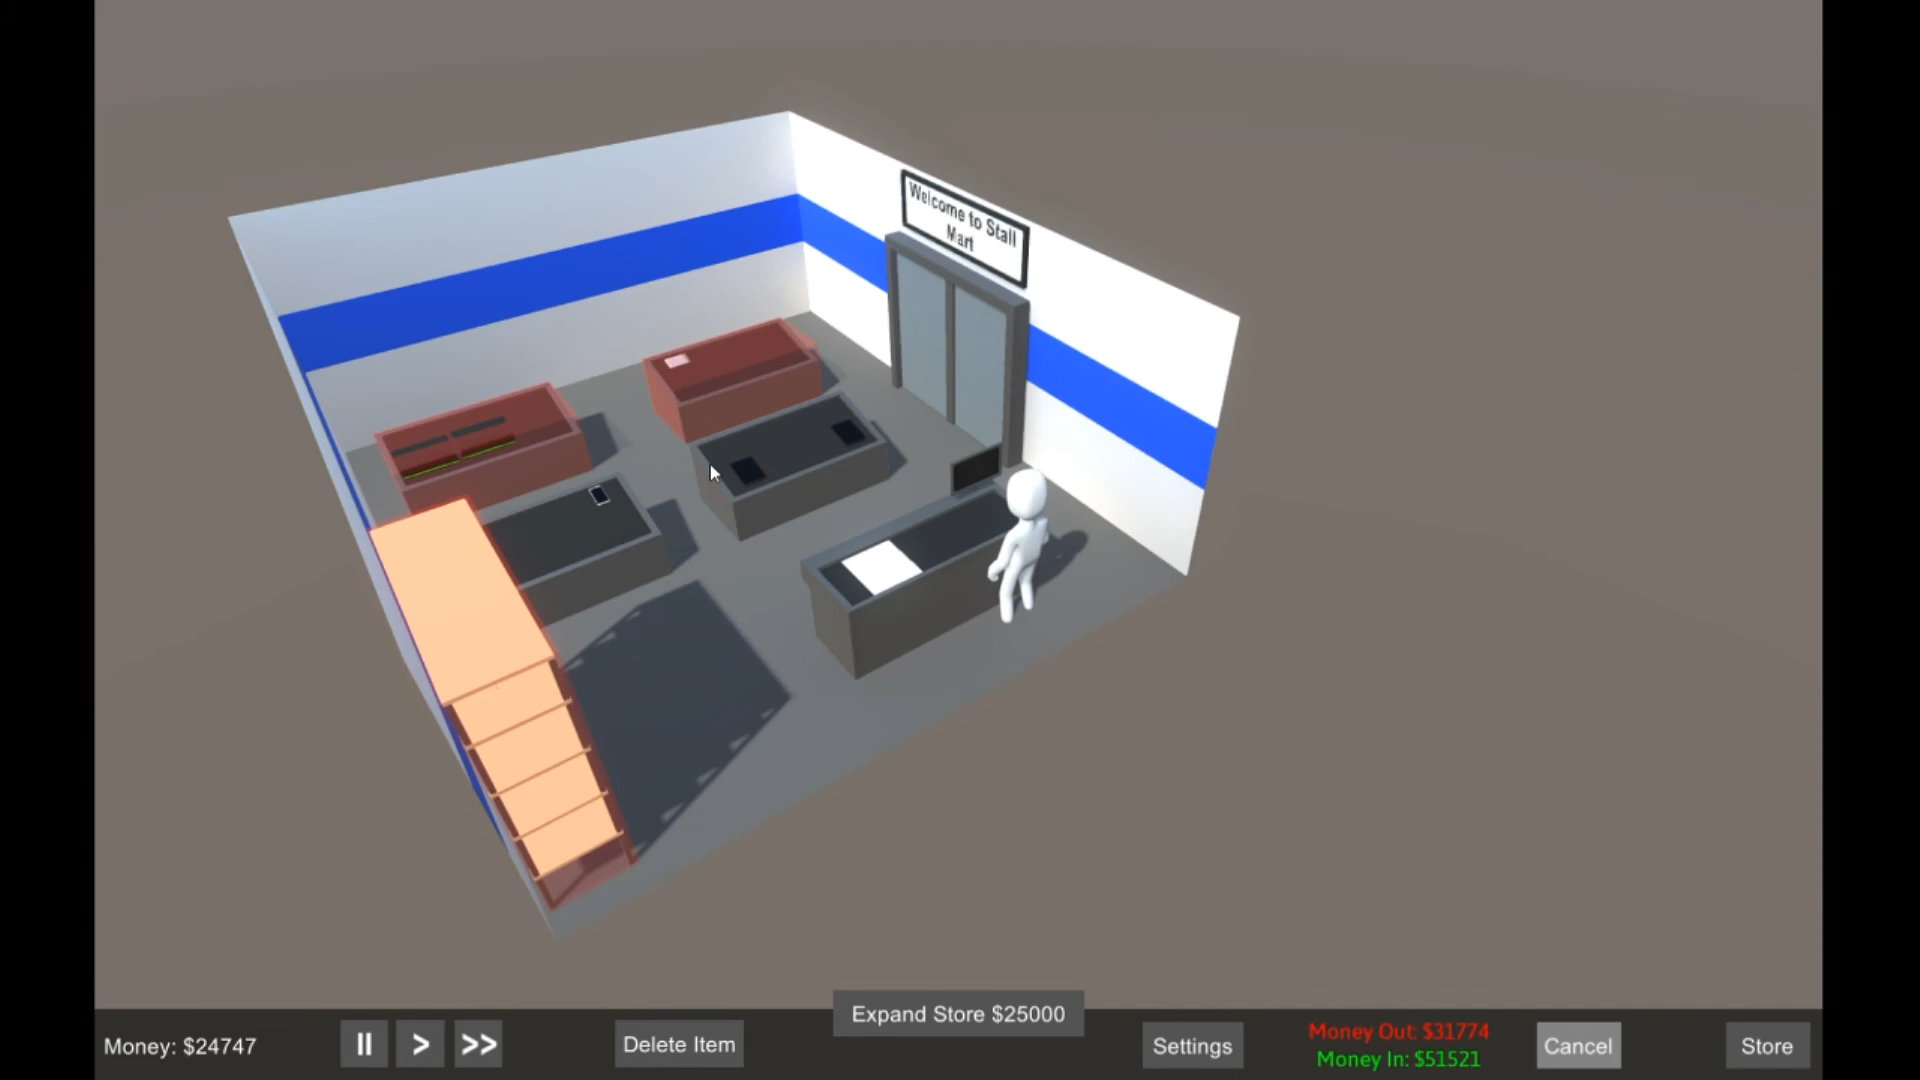 Welcome to Stall
Mart
Expand Store $25000
Money: $24747
>
>>
Delete Item
Settings
Money Out: $31774
Money In: $51521
Cancel
Store